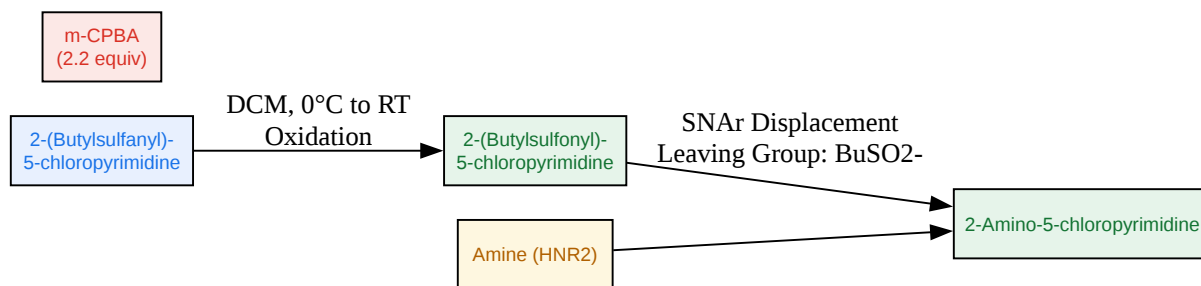 m-CPBA
(2.2 equiv)
2-(Butylsulfanyl)-
5-chloropyrimidine
DCM, 0°C to RT
Oxidation
2-(Butylsulfonyl)-
5-chloropyrimidine
SNAr Displacement
Leaving Group: BuSO2-
Amine (HNR2)
2-Amino-5-chloropyrimidine